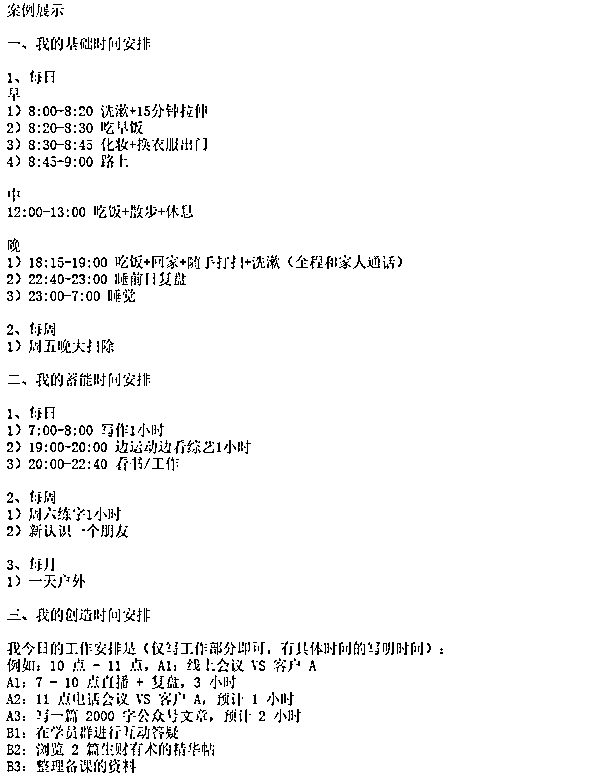 案例展示
一、我的基础时间安排
1、每日
早
1）8:00-8:20 洗漱+15分钟拉伸
2）8:20-8:30 吃早饭
3）8:30-8:45 化妆+换衣服出门
4）8:45-9:00 路上
中
12:00-13:00 吃饭+散步+休息
晚
1）18:15-19:00 吃饭+回家+随手打扫+洗漱（全程和家人通话）
2）22:40-23:00 睡前日复盘
3）23:00-7:00 睡觉
2、每周
1）周五晚大扫除
二、我的蓄能时间安排
1、每日
1）7:00-8:00 写作1小时
2）19:00-20:00 边运动边看综艺1小时
3）20:00-22:40 看书/工作
2、每周
1）周六练字1小时
2）新认识一个朋友
3、每月
1）一天户外
三、我的创造时间安排
我今日的工作安排是（仅写工作部分即可，有具体时间的写明时间）：
例如：10 点 - 11 点，A1：线上会议 VS 客户 A
A1：7 - 10 点直播 + 复盘，3 小时
A2：11 点电话会议 VS 客户 A，预计 1 小时
A3：写一篇 2000 字公众号文章，预计 2 小时
B1：在学员群进行互动答疑
B2：浏览 2 篇生财有术的精华帖
B3：整理备课的资料